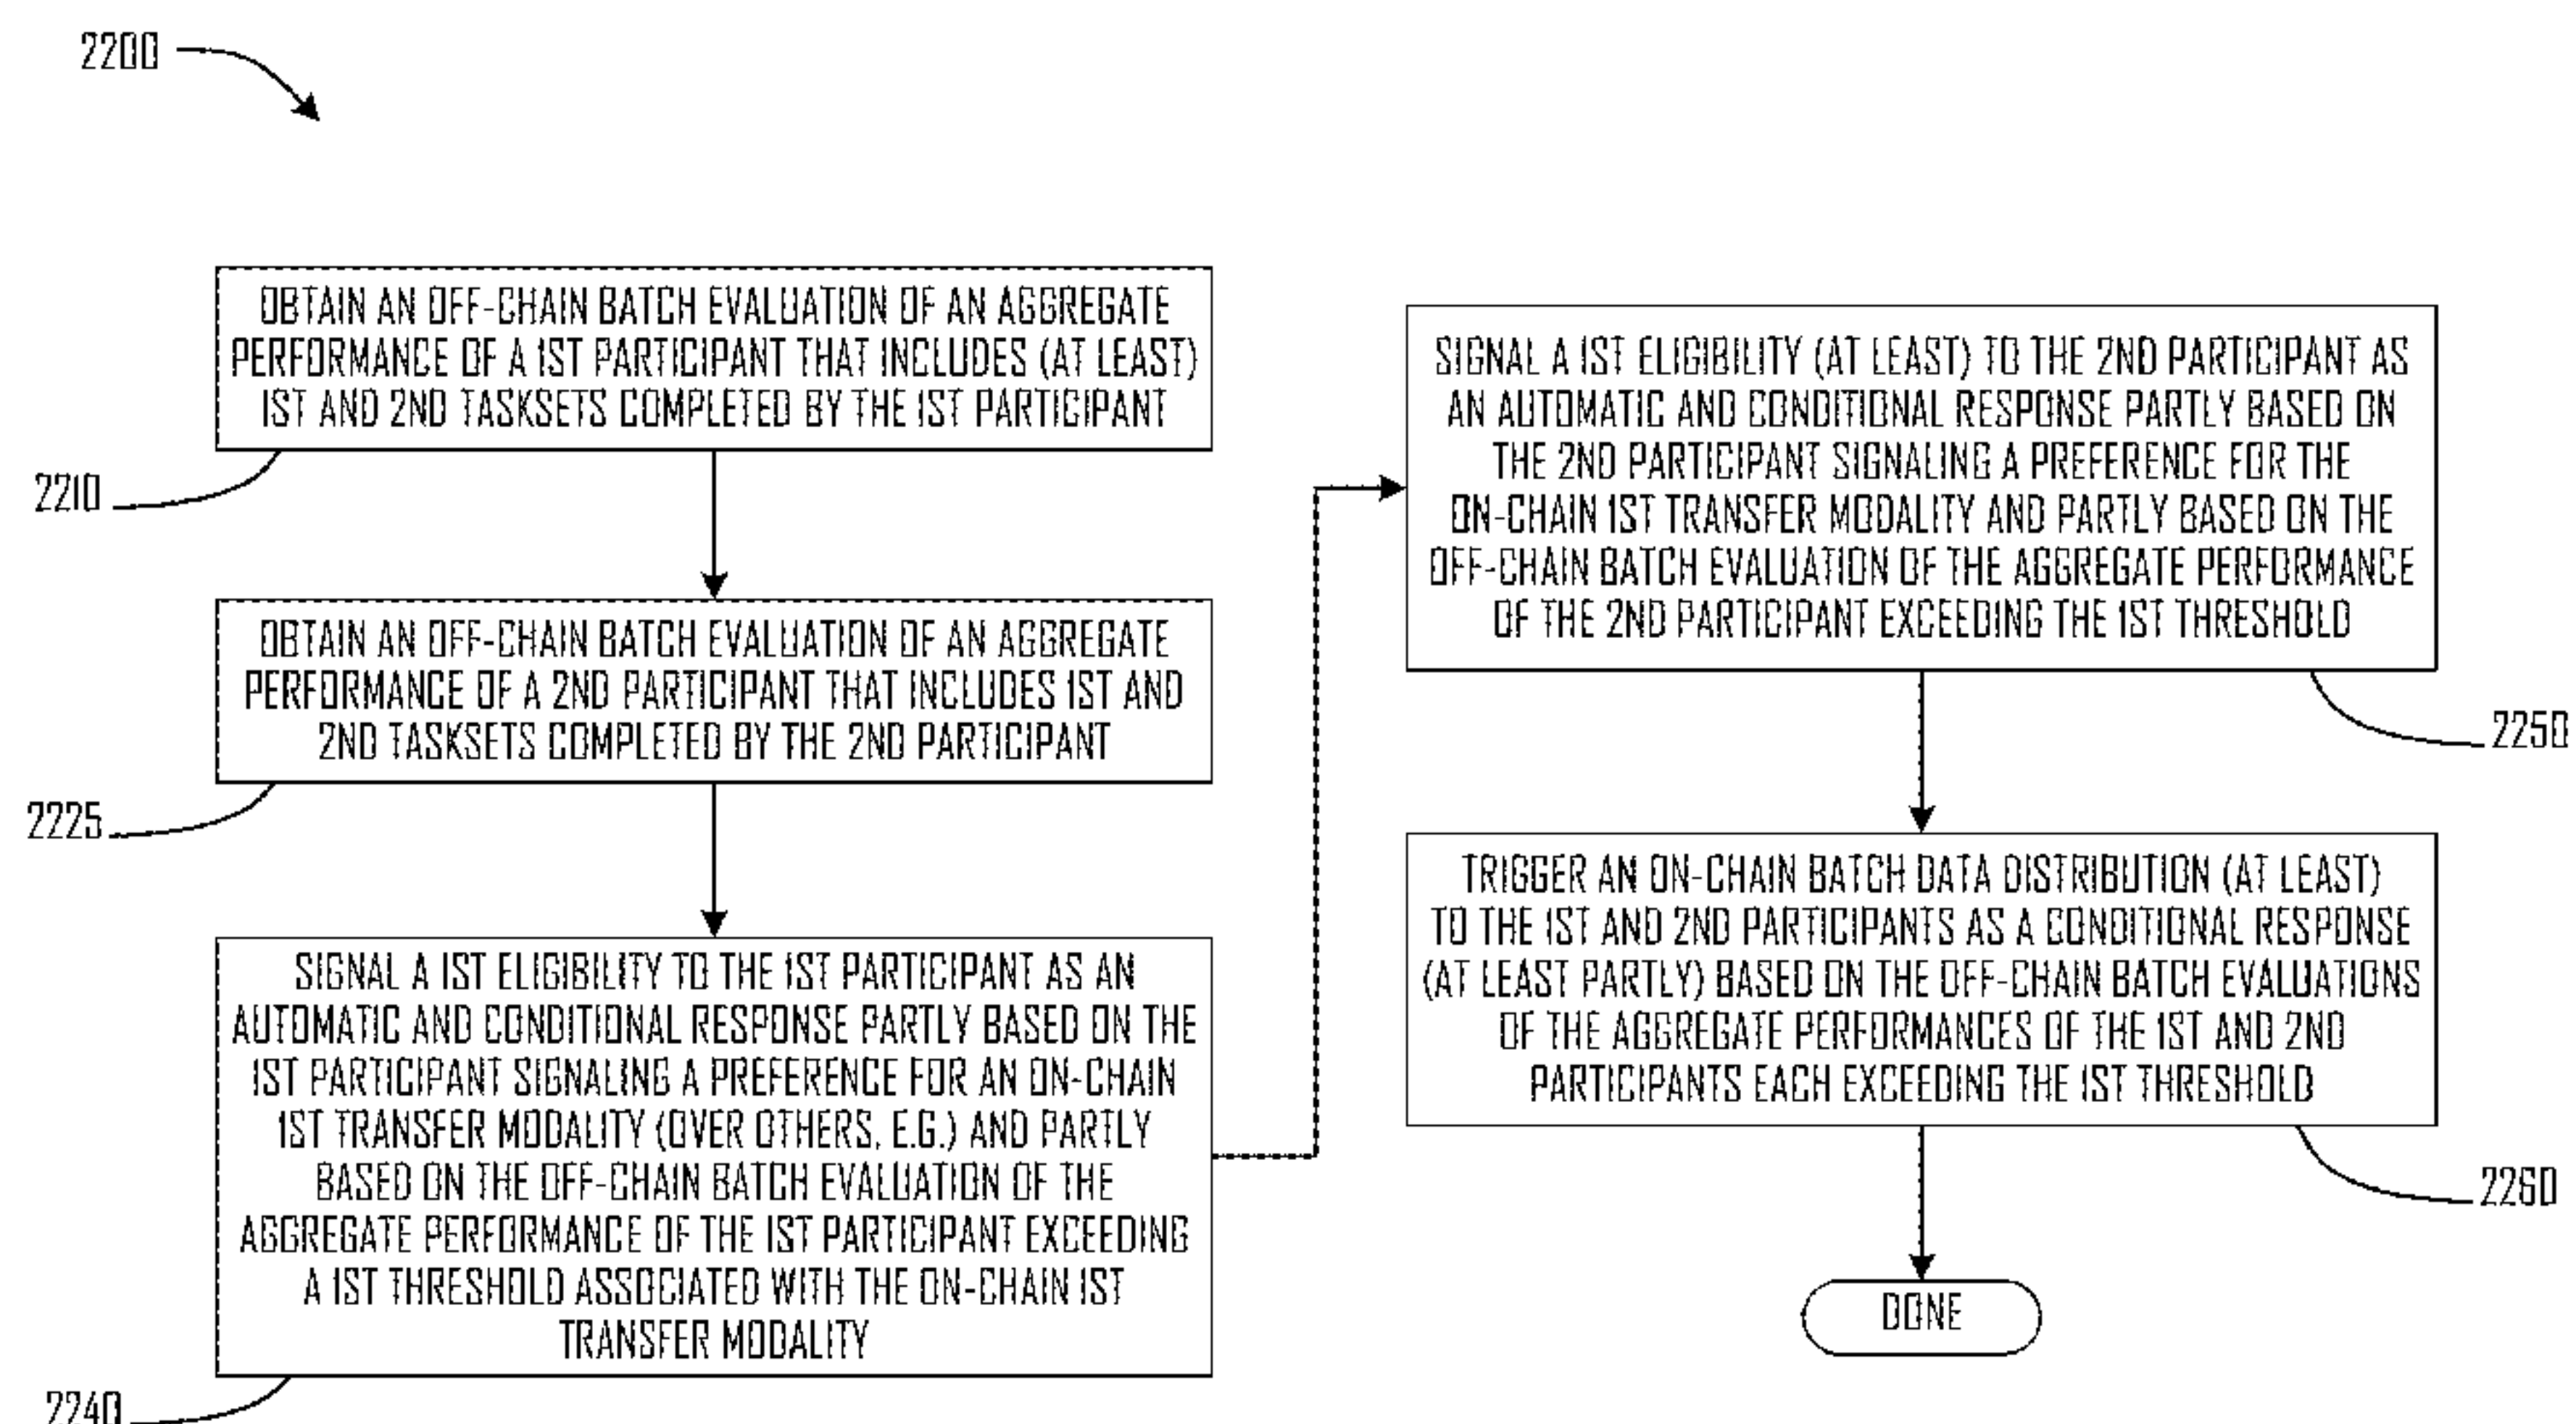 2200
OBTAIN AN OFF-CHAIN BATCH EVALUATION OF AN AGGREGATE
PERFORMANCE OF A 1ST PARTICIPANT THAT INCLUDES (AT LEAST)
1ST AND 2ND TASKSETS COMPLETED BY THE 1ST PARTICIPANT
2210
OBTAIN AN OFF-CHAIN BATCH EVALUATION OF AN AGGREGATE
PERFORMANCE OF A 2ND PARTICIPANT THAT INCLUDES 1ST AND
2ND TASKSETS COMPLETED BY THE 2ND PARTICIPANT
2225
SIGNAL A 1ST ELIGIBILITY TO THE 1ST PARTICIPANT AS AN
AUTOMATIC AND CONDITIONAL RESPONSE PARTLY BASED ON THE
1ST PARTICIPANT SIGNALING A PREFERENCE FOR AN ON-CHAIN
1ST TRANSFER MODALITY (OVER OTHERS, E.G.) AND PARTLY
BASED ON THE OFF-CHAIN BATCH EVALUATION OF THE
AGGREGATE PERFORMANCE OF THE 1ST PARTICIPANT EXCEEDING
A 1ST THRESHOLD ASSOCIATED WITH THE ON-CHAIN 1ST
TRANSFER MODALITY
2240
SIGNAL A 1ST ELIGIBILITY (AT LEAST) TO THE 2ND PARTICIPANT AS
AN AUTOMATIC AND CONDITIONAL RESPONSE PARTLY BASED ON
THE 2ND PARTICIPANT SIGNALING A PREFERENCE FOR THE
ON-CHAIN 1ST TRANSFER MODALITY AND PARTLY BASED ON THE
OFF-CHAIN BATCH EVALUATION OF THE AGGREGATE PERFORMANCE
OF THE 2ND PARTICIPANT EXCEEDING THE 1ST THRESHOLD
2250
TRIGGER AN ON-CHAIN BATCH DATA DISTRIBUTION (AT LEAST)
TO THE 1ST AND 2ND PARTICIPANTS AS A CONDITIONAL RESPONSE
(AT LEAST PARTLY) BASED ON THE OFF-CHAIN BATCH EVALUATIONS
OF THE AGGREGATE PERFORMANCES OF THE 1ST AND 2ND
PARTICIPANTS EACH EXCEEDING THE 1ST THRESHOLD
2260
DONE